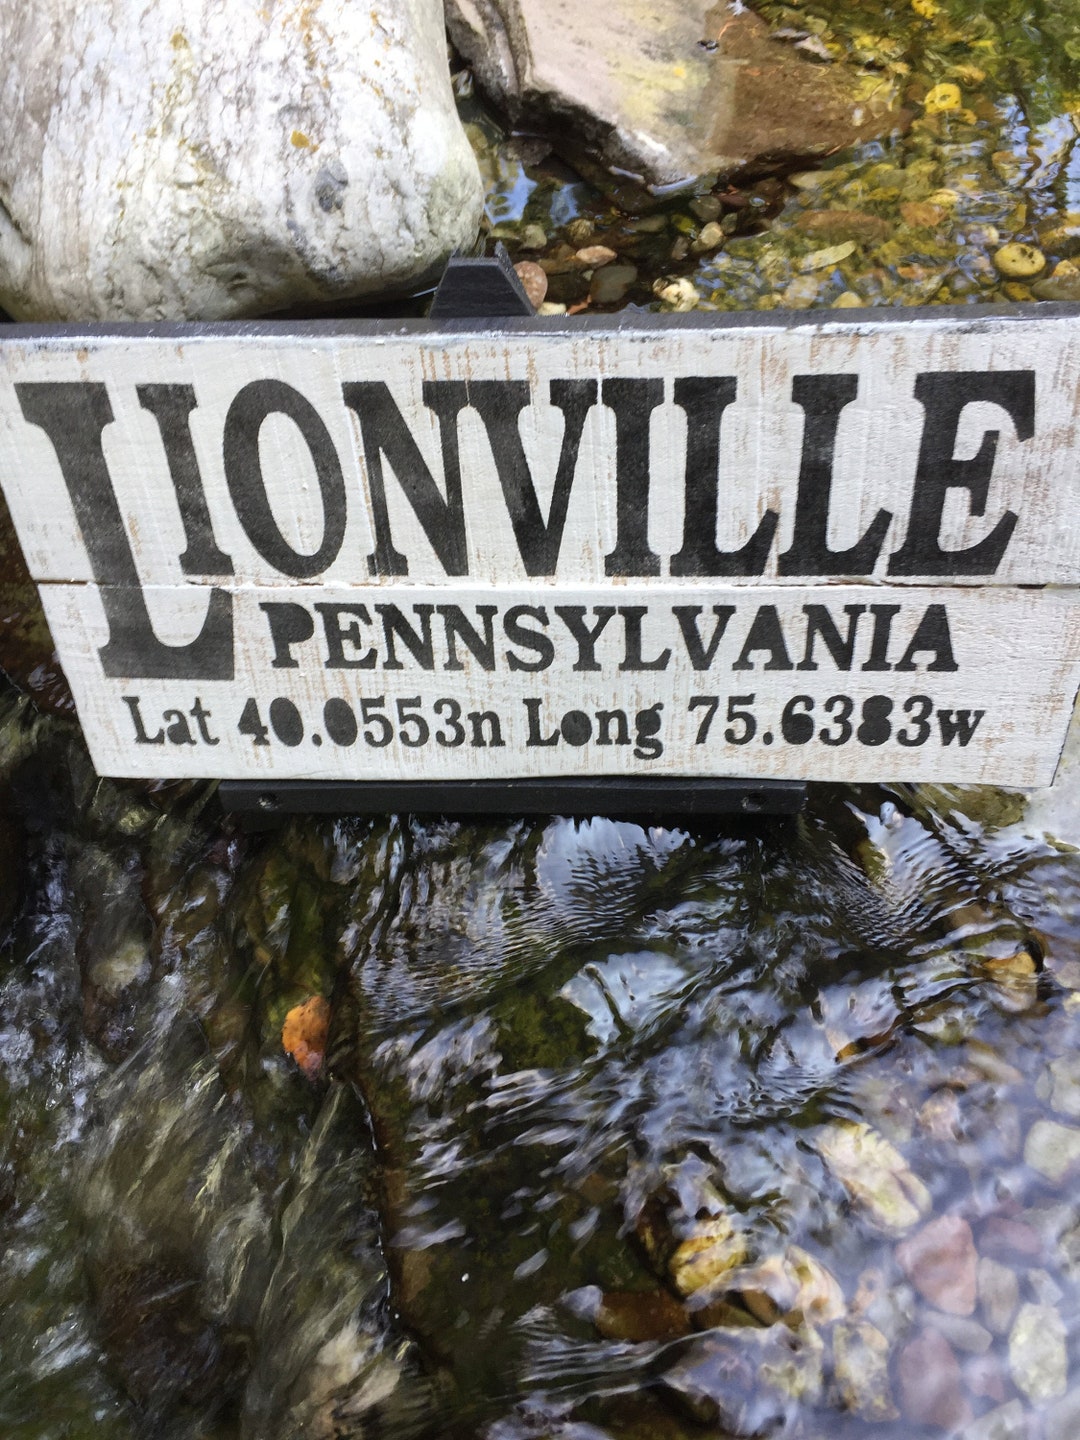 LIONVILLE
PENNSYLVANIA
Lat 40.0553n Long 75.6383w